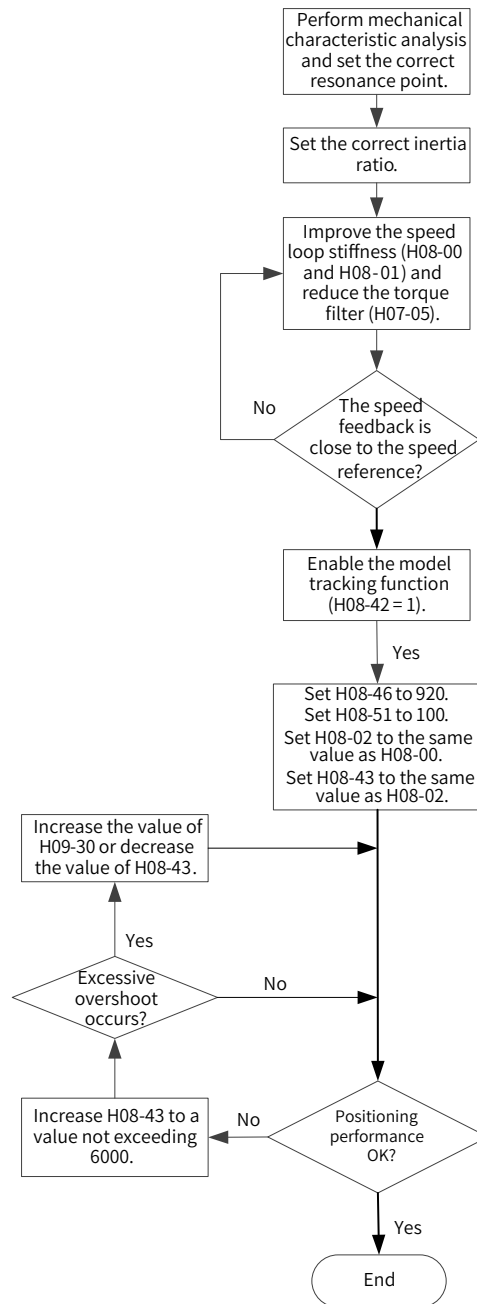 Perform mechanical
characteristic analysis
and set the correct
resonance point.
Set the correct inertia
ratio.
Improve the speed
loop stiffness (H08-00
and H08-01) and
reduce the torque
filter (H07-05).
No
The speed
feedback is
close to the speed
reference?
Enable the model
tracking function
(H08-42 = 1).
Yes
Set H08-46 to 920.
Set H08-51 to 100.
Set H08-02 to the same
value as H08-00.
Set H08-43 to the same
value as H08-02.
Increase the value of
H09-30 or decrease
the value of H08-43.
Yes
Excessive
overshoot
occurs?
No
Increase H08-43 to a
value not exceeding
6000.
No
Positioning
performance
OK?
Yes
End